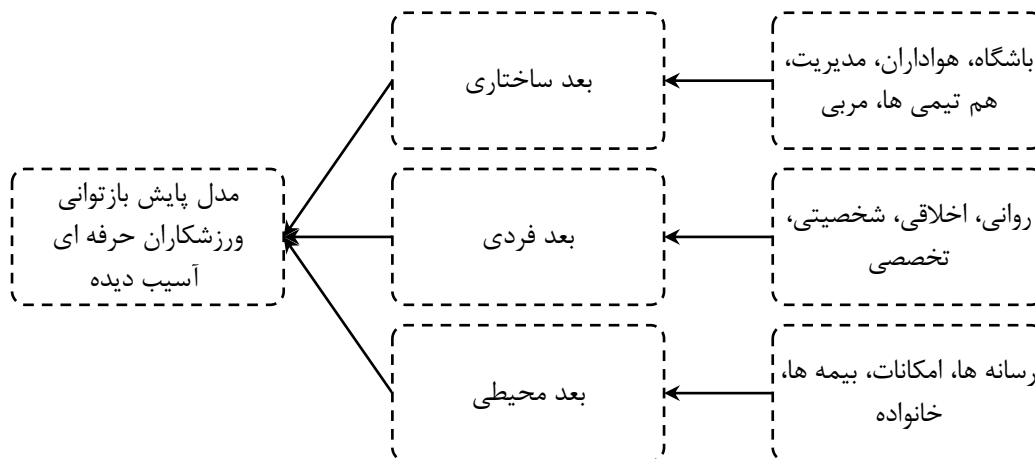 باشگاه، هواداران، مدیریت،
هم تیمی ها، مربی
بعد ساختاری
روانی، اخلاقی، شخصیتی،
تخصصی
بعد فردی
مدل پایش بازتوانی
ورزشکاران حرفه ای
آسیب دیده
رسانه ها، امکانات، بیمه ها،
خانواده
بعد محیطی